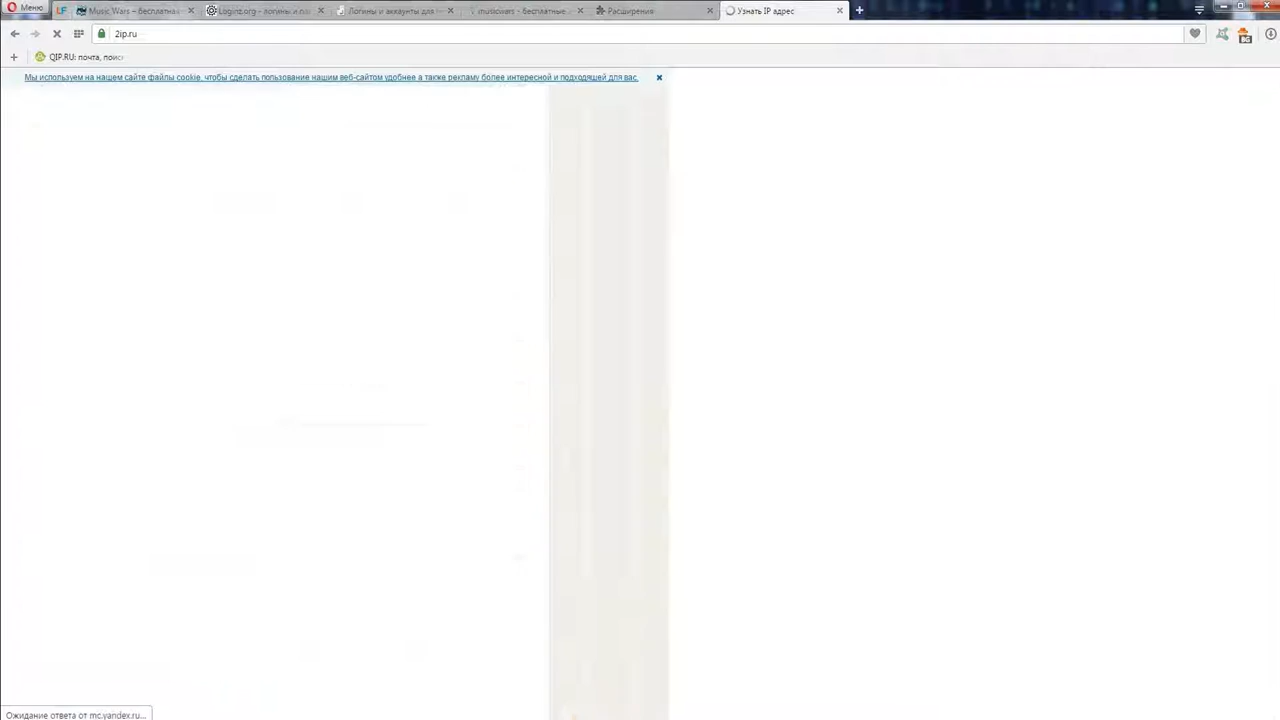 Меню
LF
Music Wars – бесплатна
Loginz.org – логины и па
Логины и аккаунты для
musicwars - бесплатные
Расширения
Узнать IP адрес
2ip.ru
QIP.RU: почта, поиск
Мы используем на нашем сайте файлы cookie, чтобы сделать пользование нашим веб-сайтом удобнее а также рекламу более интересной и подходящей для вас.
Ожидание ответа от mc.yandex.ru...